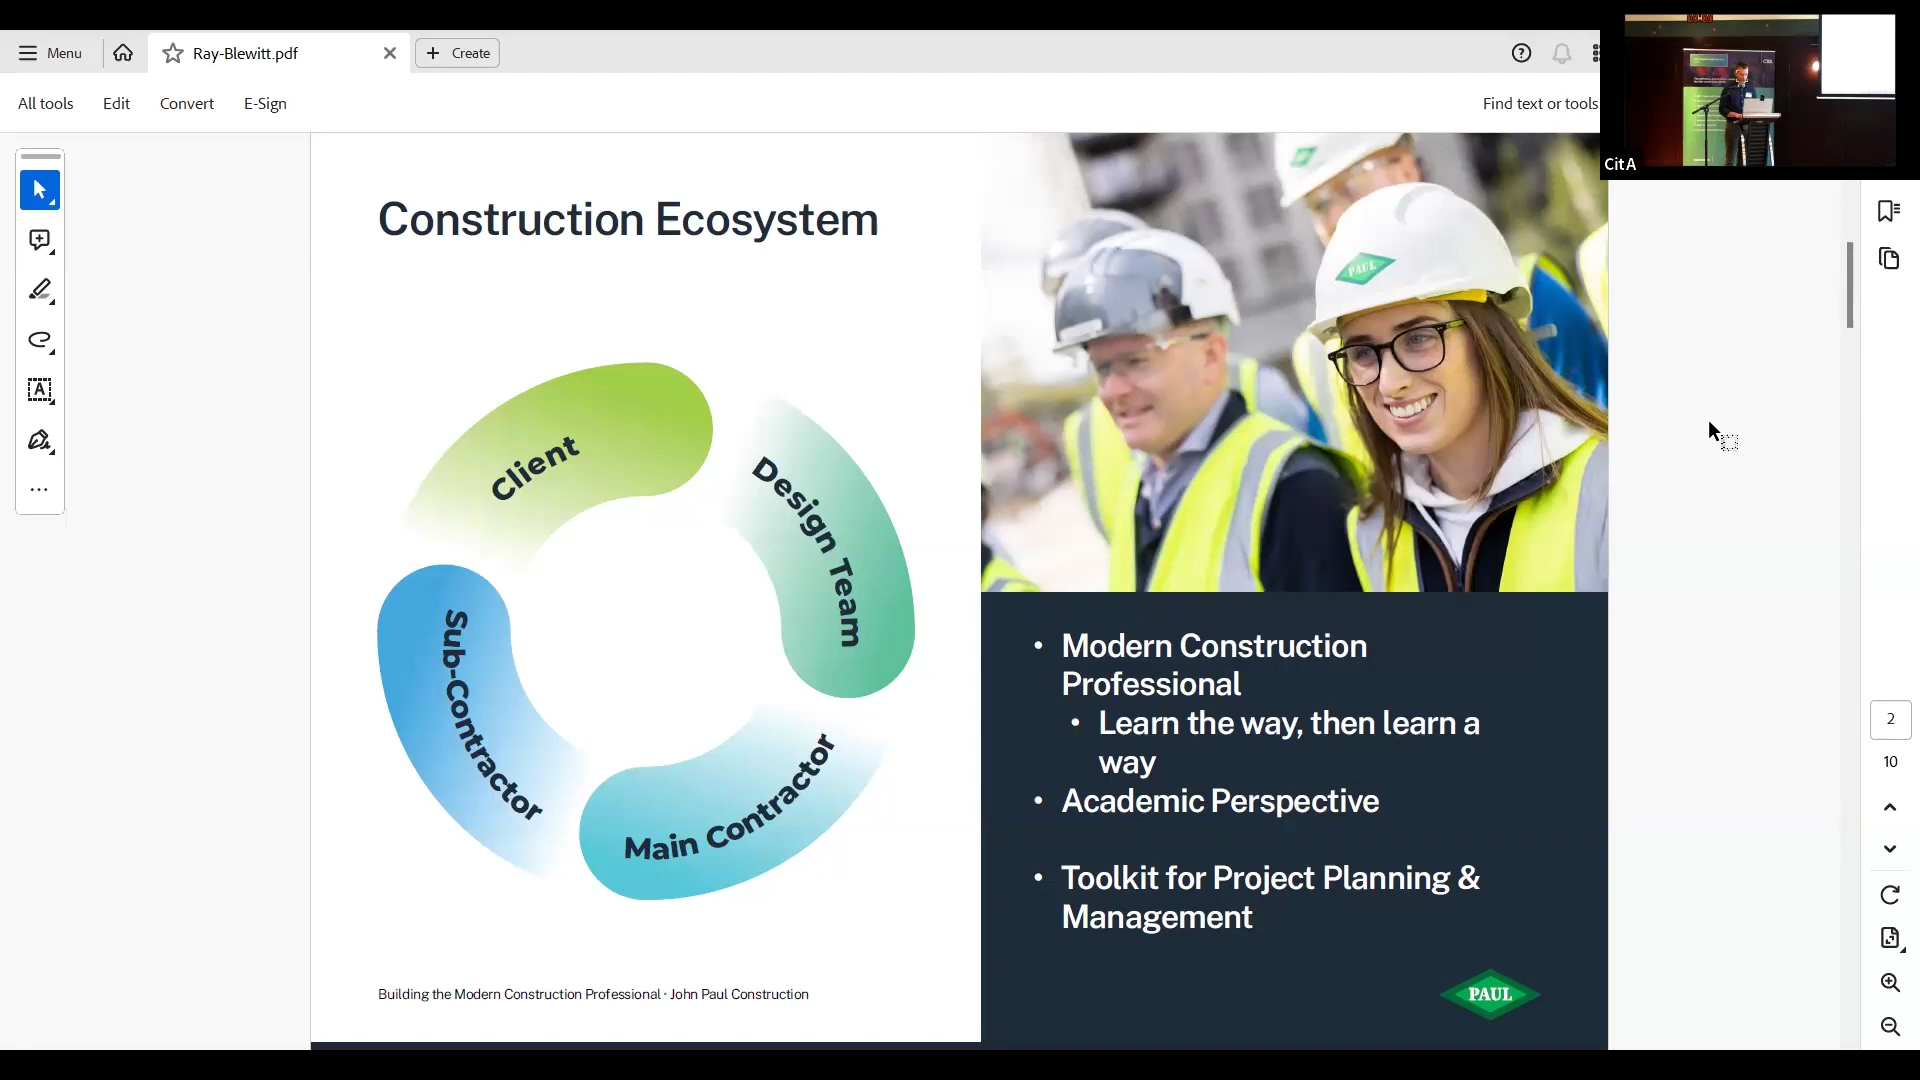 Menu
Ray-Blewitt.pdf
Create
All tools
Edit
Convert
E-Sign
Find text or tools
CitA
Construction Ecosystem
PAUL
Client
Design Team
Sub-Contractor
Main Contractor
• Modern Construction
Professional
• Learn the way, then learn a
way
• Academic Perspective
• Toolkit for Project Planning &
Management
Building the Modern Construction Professional · John Paul Construction
PAUL
2
10